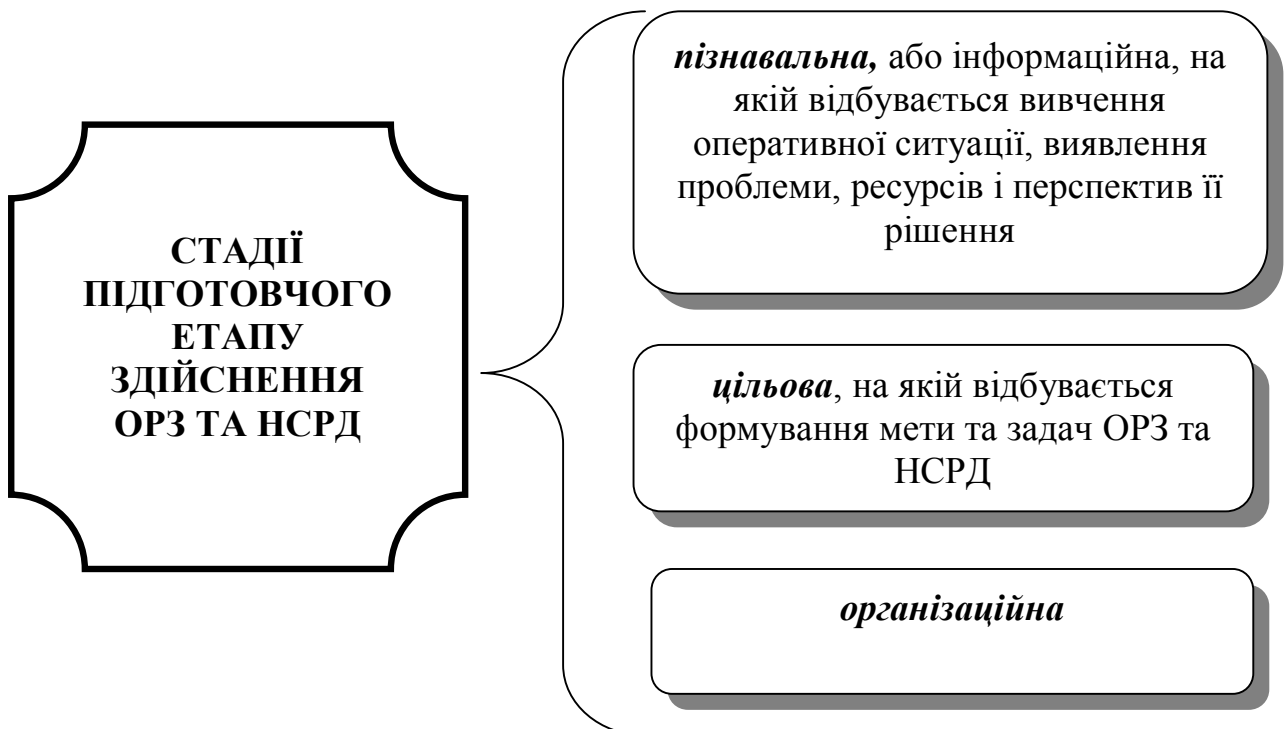 СТАДІЇ
ПІДГОТОВЧОГО
ЕТАПУ
ЗДІЙСНЕННЯ
ОРЗ ТА НСРД
пізнавальна, або інформаційна, на
якій відбувається вивчення
оперативної ситуації, виявлення
проблеми, ресурсів і перспектив її
рішення
цільова, на якій відбувається
формування мети та задач ОРЗ та
НСРД
організаційна